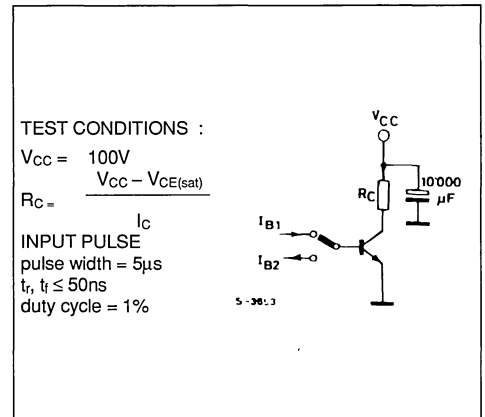 TEST CONDITIONS :
VCC = 100V
VCC – VCE(sat)
RC =
IC
INPUT PULSE
pulse width = 5µs
tr, tf ≤ 50ns
duty cycle = 1%
VCC
RC
10'000
µF
IB1
IB2